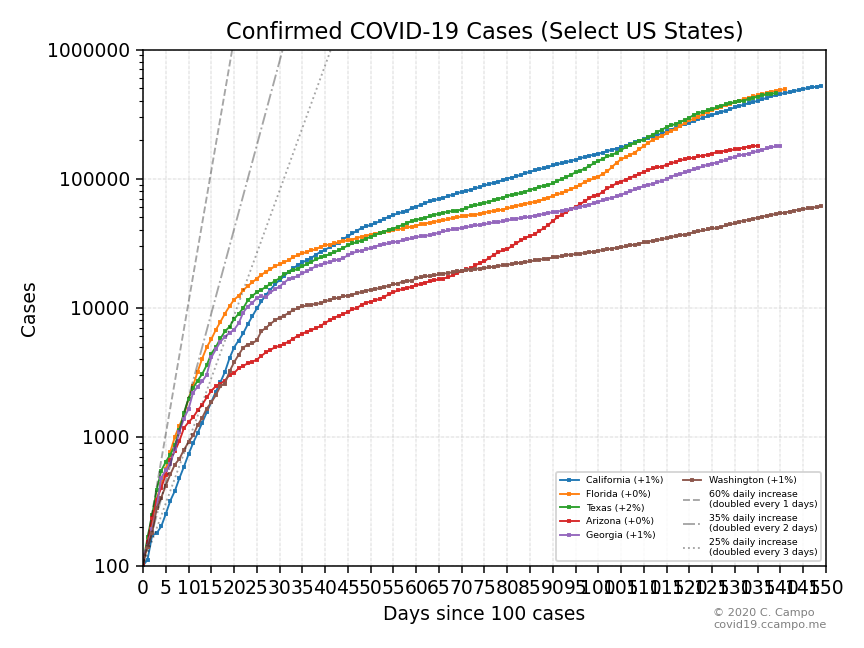 Confirmed COVID-19 Cases (Select US States)
1000000
100000
10000
1000
100
Cases
0 5 10 15 20 25 30 35 40 45 50 55 60 65 70 75 80 85 90 95 100 105 110 115 120 125 130 135 140 145 150
Days since 100 cases
California (+1%)
Florida (+0%)
Texas (+2%)
Arizona (+0%)
Georgia (+1%)
Washington (+1%)
60% daily increase
(doubled every 1 days)
35% daily increase
(doubled every 2 days)
25% daily increase
(doubled every 3 days)
© 2020 C. Campo
covid19.ccampo.me